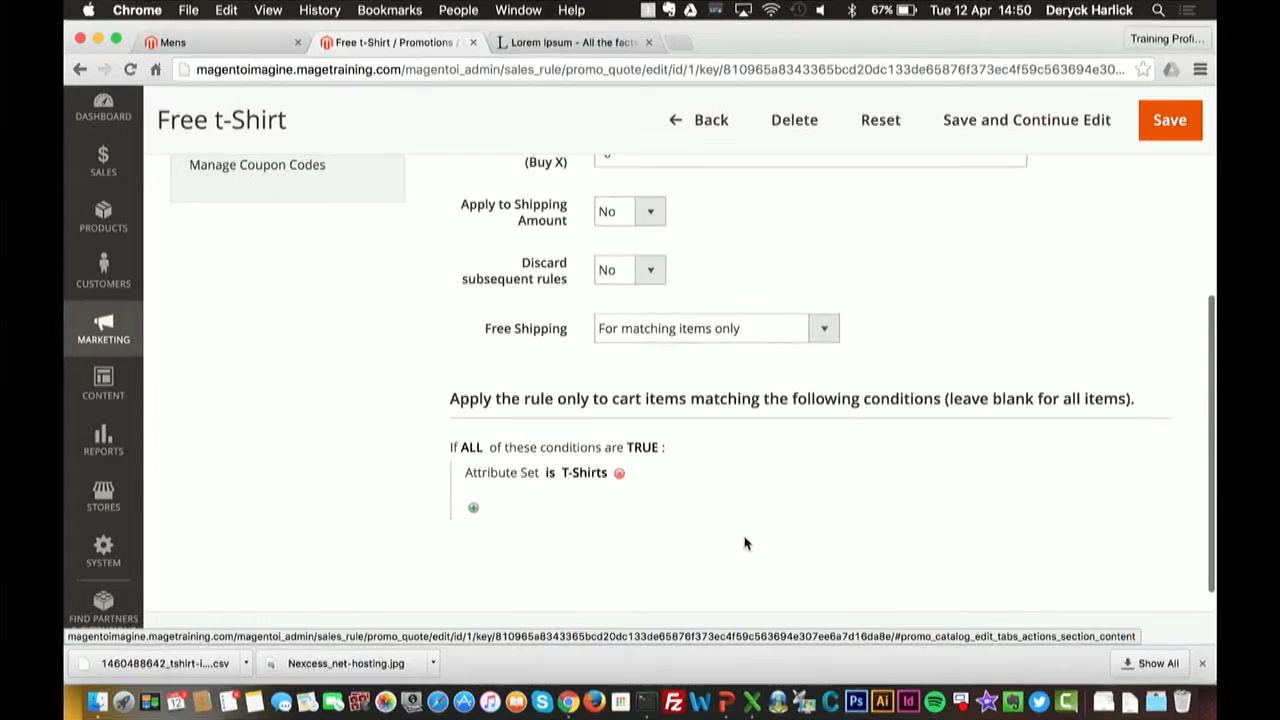 Chrome File Edit View History Bookmarks People Window Help 67% Tue 12 Apr 14:50 Deryck Harlick
Mens
Free t-Shirt / Promotions /
Lorem Ipsum - All the facts
Training Profi...
magentoimagine.magetraining.com/magentoi_admin/sales_rule/promo_quote/edit/id/1/key/810965a8343365bcd20dc133de65876f373ec4f59c563694e30...
DASHBOARD
SALES
PRODUCTS
CUSTOMERS
MARKETING
CONTENT
REPORTS
STORES
SYSTEM
FIND PARTNERS
Free t-Shirt
Back
Delete
Reset
Save and Continue Edit
Save
Manage Coupon Codes
(Buy X)
Apply to Shipping
Amount
No
Discard
subsequent rules
No
Free Shipping
For matching items only
Apply the rule only to cart items matching the following conditions (leave blank for all items).
If ALL of these conditions are TRUE :
Attribute Set is T-Shirts
magentoimagine.magetraining.com/magentoi_admin/sales_rule/promo_quote/edit/id/1/key/810965a8343365bcd20dc133de65876f373ec4f59c563694e307ee6a7d16da8e/#promo_catalog_edit_tabs_actions_section_content
1460488642_tshirt-i....csv
Nexcess_net-hosting.jpg
Show All